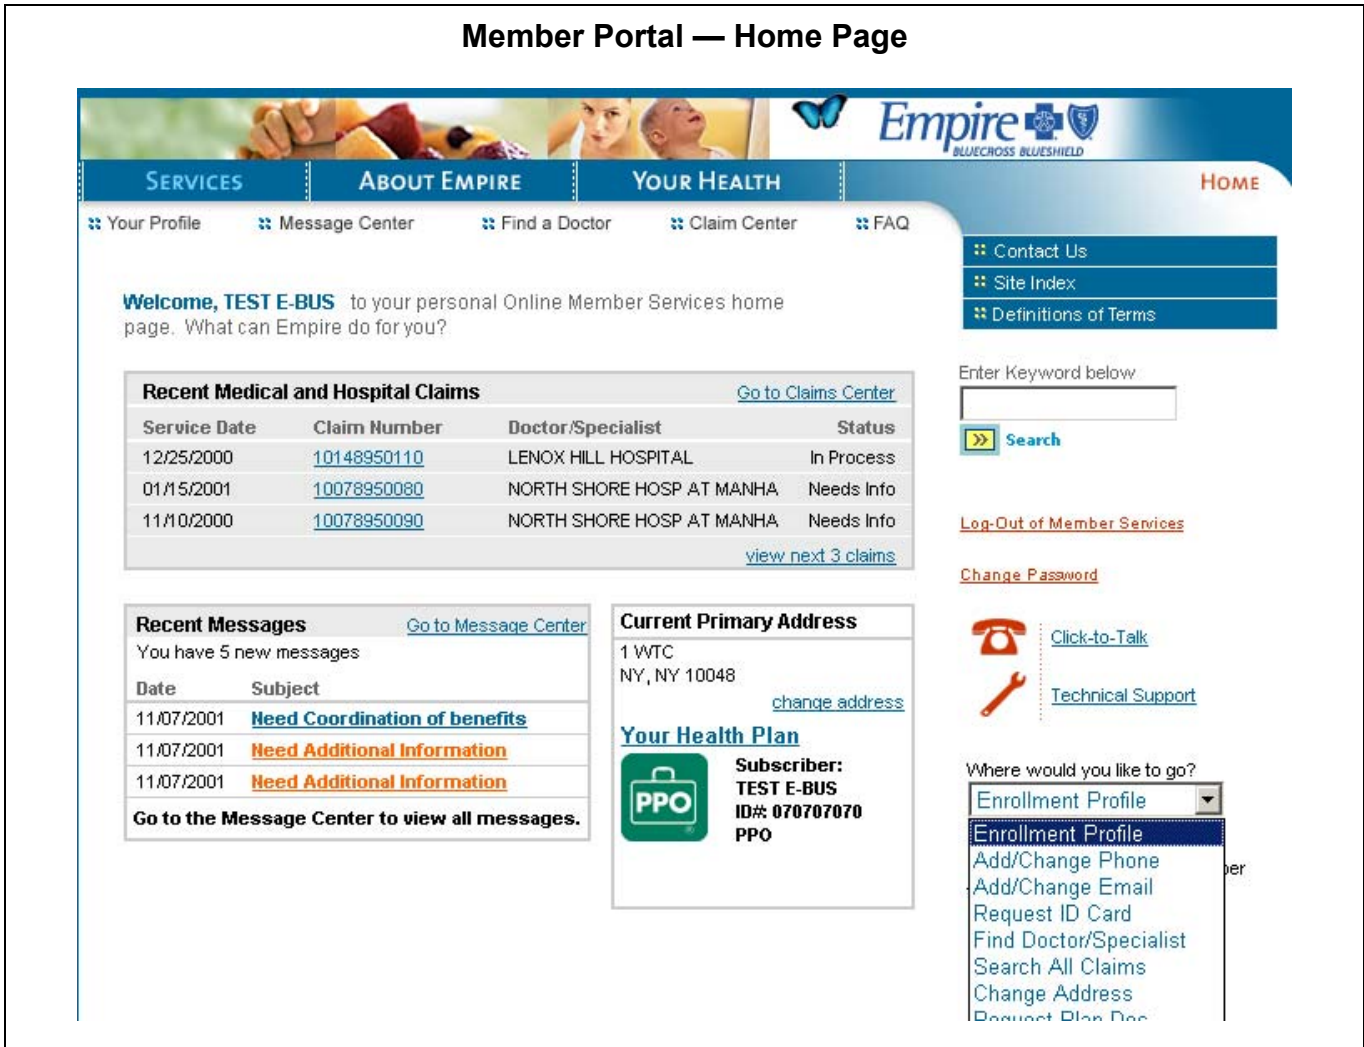 Member Portal — Home Page
Empire
BLUECROSS BLUESHIELD
SERVICES ABOUT EMPIRE YOUR HEALTH HOME
Your Profile Message Center Find a Doctor Claim Center FAQ
Contact Us
Site Index
Definitions of Terms
Welcome, TEST E-BUS to your personal Online Member Services home
page. What can Empire do for you?
Recent Medical and Hospital Claims Go to Claims Center
Service Date Claim Number Doctor/Specialist Status
12/25/2000 10148950110 LENOX HILL HOSPITAL In Process
01/15/2001 10078950080 NORTH SHORE HOSP AT MANHA Needs Info
11/10/2000 10078950090 NORTH SHORE HOSP AT MANHA Needs Info
view next 3 claims
Recent Messages Go to Message Center
You have 5 new messages
Date Subject
11/07/2001 Need Coordination of benefits
11/07/2001 Need Additional Information
11/07/2001 Need Additional Information
Go to the Message Center to view all messages.
Current Primary Address
1 WTC
NY, NY 10048
change address
Your Health Plan
PPO
Subscriber:
TEST E-BUS
ID#: 070707070
PPO
Enter Keyword below
Search
Log-Out of Member Services
Change Password
Click-to-Talk
Technical Support
Where would you like to go?
Enrollment Profile
Enrollment Profile
Add/Change Phone
Add/Change Email
Request ID Card
Find Doctor/Specialist
Search All Claims
Change Address
Request Plan Doc